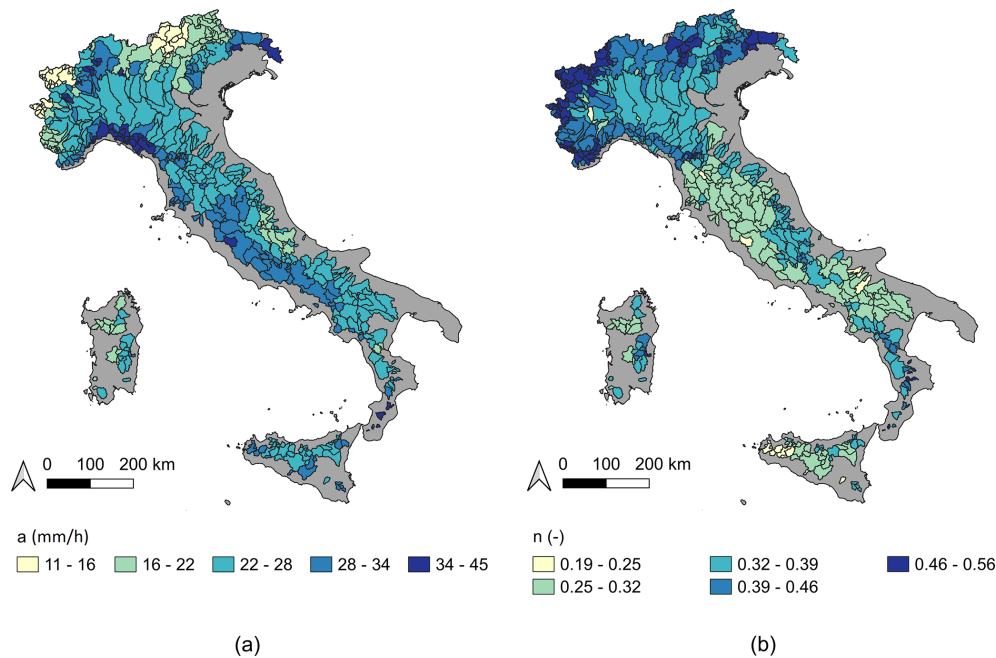 0 100 200 km
a (mm/h)
11 - 16 16 - 22 22 - 28 28 - 34 34 - 45
(a)
0 100 200 km
n (-)
0.19 - 0.25 0.32 - 0.39 0.46 - 0.56
0.25 - 0.32 0.39 - 0.46
(b)